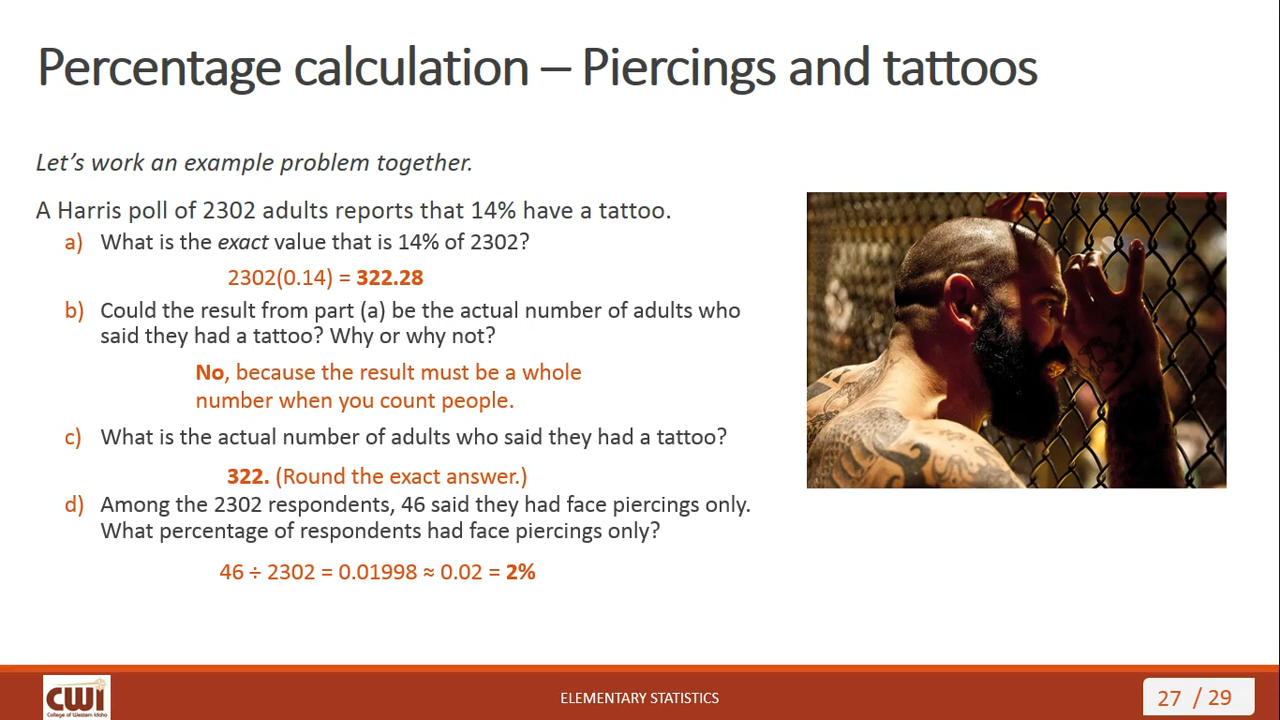 Percentage calculation – Piercings and tattoos
Let's work an example problem together.
A Harris poll of 2302 adults reports that 14% have a tattoo.
a) What is the exact value that is 14% of 2302?
2302(0.14) = 322.28
b) Could the result from part (a) be the actual number of adults who
said they had a tattoo? Why or why not?
No, because the result must be a whole
number when you count people.
c) What is the actual number of adults who said they had a tattoo?
322. (Round the exact answer.)
d) Among the 2302 respondents, 46 said they had face piercings only.
What percentage of respondents had face piercings only?
46 ÷ 2302 = 0.01998 ≈ 0.02 = 2%
CWI
College of Western Idaho
ELEMENTARY STATISTICS
27 / 29